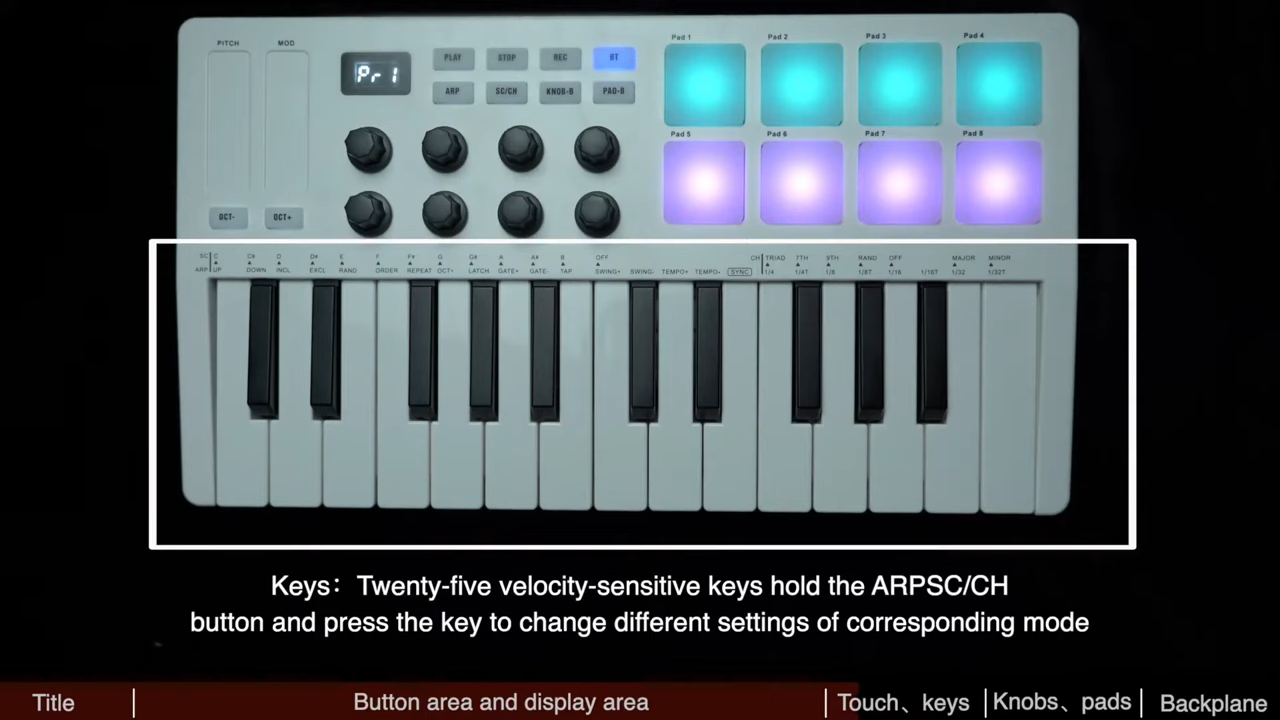 PITCH MOD
Pr1
PLAY STOP REC BT
ARP SC/CH KNOB-B PAD-B
Pad 1 Pad 2 Pad 3 Pad 4
Pad 5 Pad 6 Pad 7 Pad 8
OCT- OCT+
SC C C# D D# E F F# G G# A A# B OFF CH TRIAD 7TH 9TH RAND OFF MAJOR MINOR
ARP UP DOWN INCL EXCL RAND ORDER REPEAT OCT+ LATCH GATE+ GATE- TAP SWING+ SWING- TEMPO+ TEMPO- SYNC 1/4 1/4T 1/8 1/8T 1/16 1/16T 1/32 1/32T
Keys：Twenty-five velocity-sensitive keys hold the ARPSC/CH
button and press the key to change different settings of corresponding mode
Title Button area and display area Touch、keys Knobs、pads Backplane